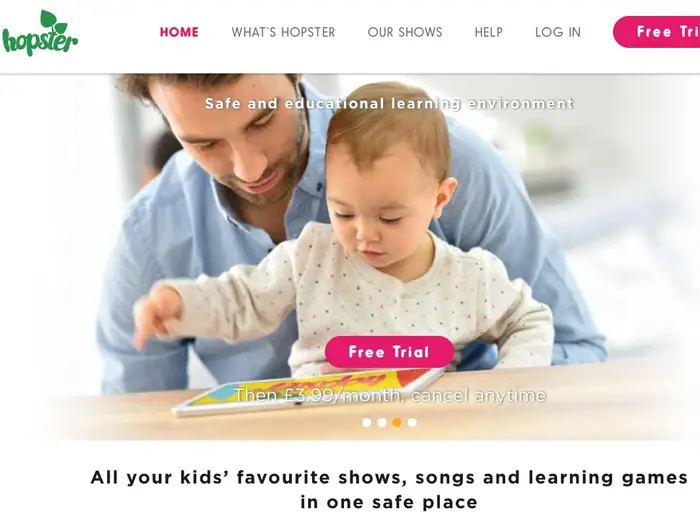 hopster
HOME
WHAT'S HOPSTER
OUR SHOWS
HELP
LOG IN
Free Tri
Safe and educational learning environment
Free Trial
Then £3.99/month, cancel anytime
All your kids' favourite shows, songs and learning games
in one safe place